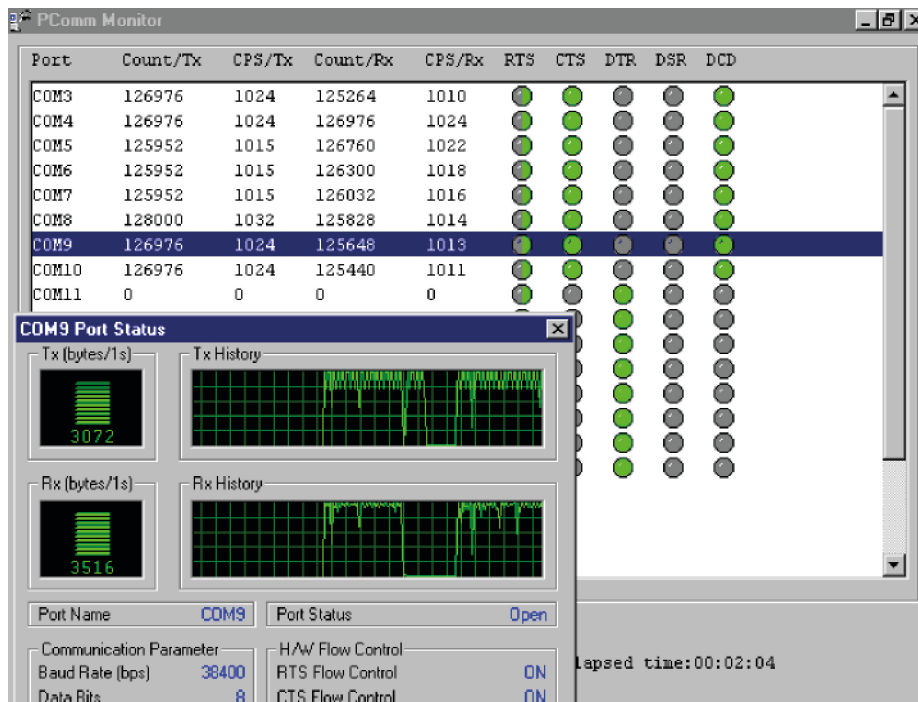 PComm Monitor
Port Count/Tx CPS/Tx Count/Rx CPS/Rx RTS CTS DTR DSR DCD
COM3 126976 1024 125264 1010
COM4 126976 1024 126976 1024
COM5 125952 1015 126760 1022
COM6 125952 1015 126300 1018
COM7 125952 1015 126032 1016
COM8 128000 1032 125828 1014
COM9 126976 1024 125648 1013
COM10 126976 1024 125440 1011
COM11 0 0 0 0
COM9 Port Status
Tx (bytes/1s) Tx History
3072
Rx (bytes/1s) Rx History
3516
Port Name COM9 Port Status Open
Communication Parameter H/W Flow Control
Baud Rate (bps) 38400 RTS Flow Control ON
lapsed time:00:02:04
Data Bits 8 CTS Flow Control ON